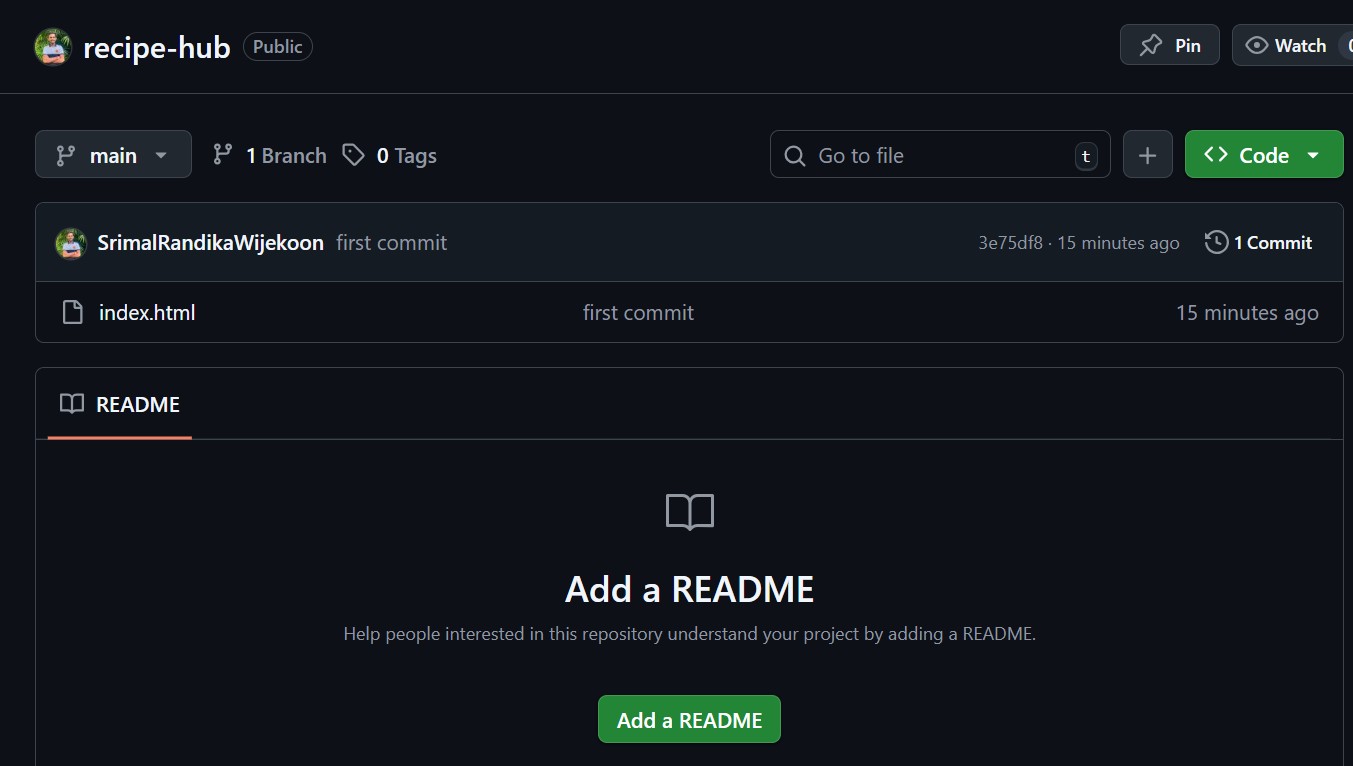 recipe-hub Public Pin Watch
main 1 Branch 0 Tags Go to file t Code
SrimalRandikaWijekoon first commit 3e75df8 · 15 minutes ago 1 Commit
index.html first commit 15 minutes ago
README
Add a README
Help people interested in this repository understand your project by adding a README.
Add a README